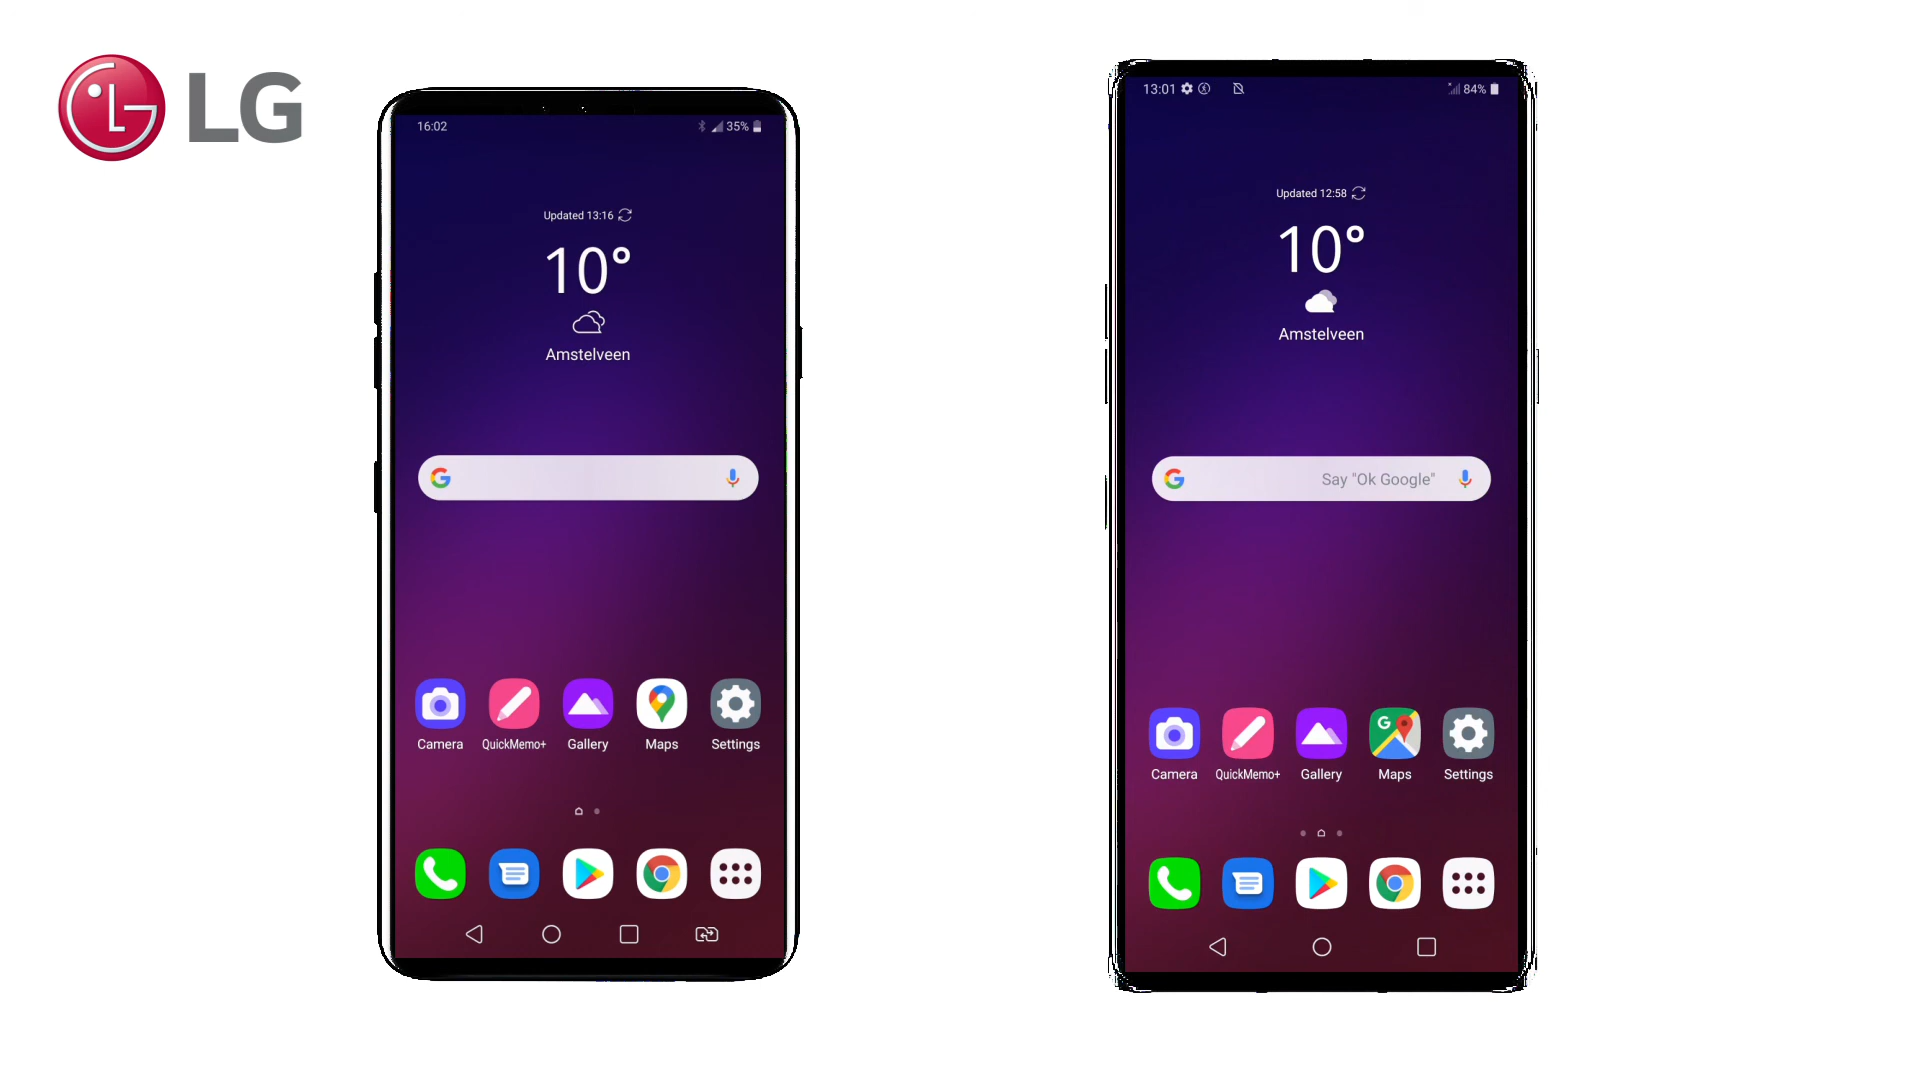 LG
16:02
35%
Updated 13:16
10°
Amstelveen
Camera QuickMemo+ Gallery Maps Settings
13:01
84%
Updated 12:58
10°
Amstelveen
Say "Ok Google"
Camera QuickMemo+ Gallery Maps Settings